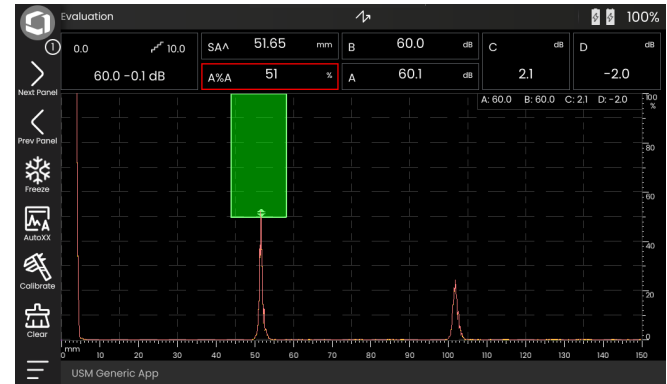 Evaluation
100%
1
0.0 10.0
60.0 -0.1 dB
SA^ 51.65 mm
A%A 51 %
B 60.0 dB
A 60.1 dB
C dB
2.1
D dB
-2.0
Next Panel
Prev Panel
Freeze
A
AutoXX
Calibrate
Clear
A: 60.0 B: 60.0 C: 2.1 D: -2.0
100
%
80
60
40
20
0
mm
0 10 20 30 40 50 60 70 80 90 100 110 120 130 140 150
USM Generic App